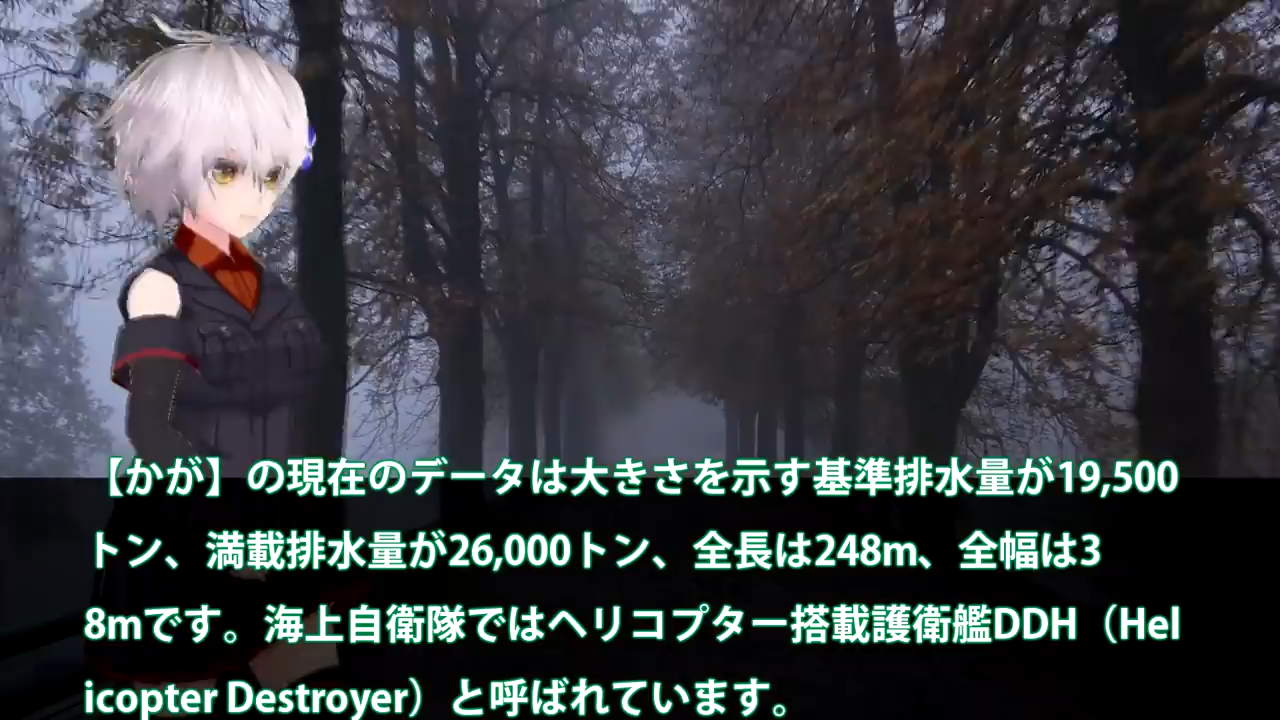 【かが】の現在のデータは大きさを示す基準排水量が19,500
トン、満載排水量が26,000トン、全長は248m、全幅は3
8mです。海上自衛隊ではヘリコプター搭載護衛艦DDH（Hel
icopter Destroyer）と呼ばれています。